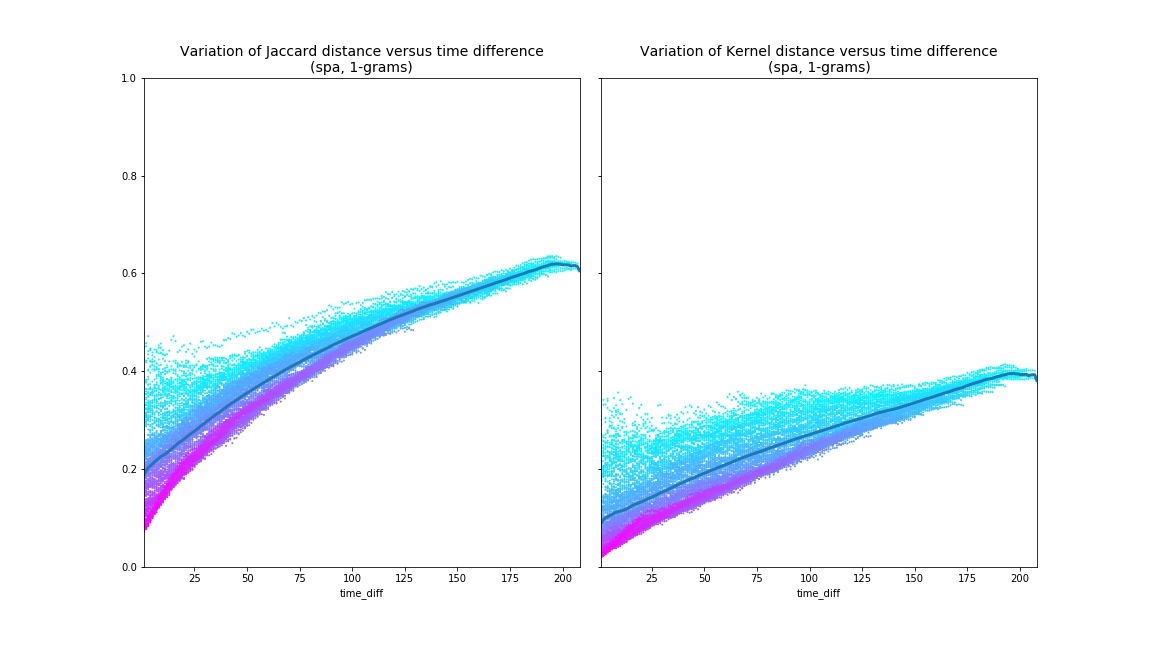 Variation of Jaccard distance versus time difference
(spa, 1-grams)
Variation of Kernel distance versus time difference
(spa, 1-grams)
1.0
0.8
0.6
0.4
0.2
0.0
25 50 75 100 125 150 175 200
25 50 75 100 125 150 175 200
time_diff
time_diff